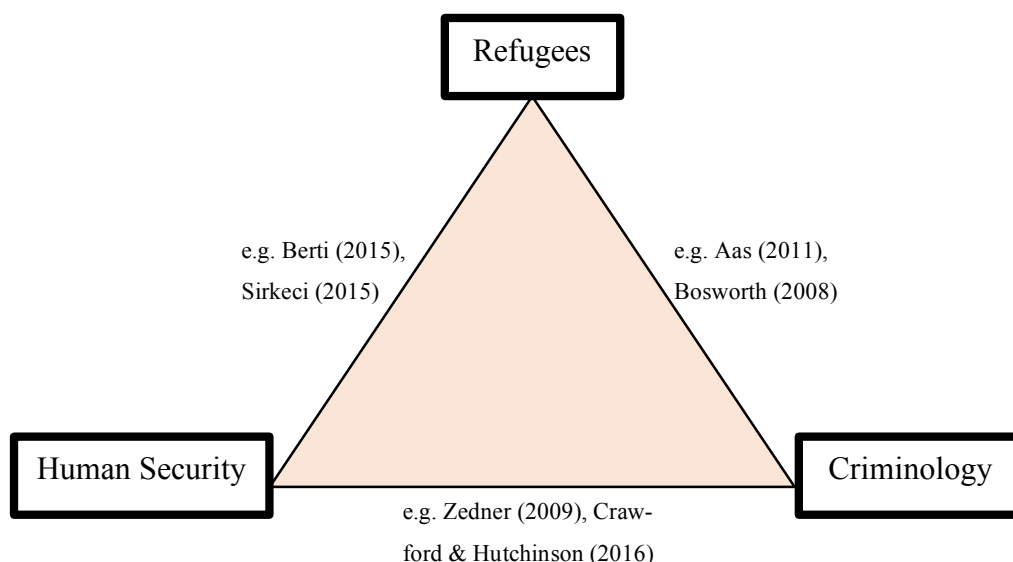 Refugees
e.g. Berti (2015),
Sirkeci (2015)
e.g. Aas (2011),
Bosworth (2008)
Human Security
Criminology
e.g. Zedner (2009), Craw-
ford & Hutchinson (2016)